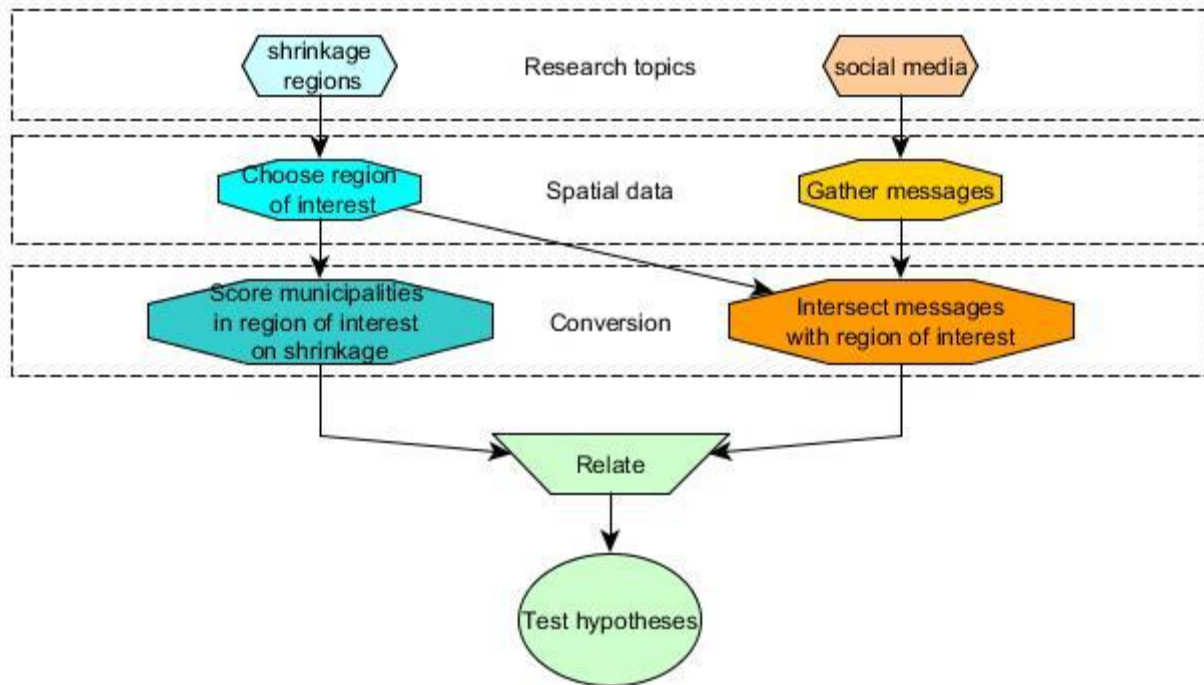 shrinkage
regions
Research topics
social media
Choose region
of interest
Spatial data
Gather messages
Score municipalities
in region of interest
on shrinkage
Conversion
Intersect messages
with region of interest
Relate
Test hypotheses